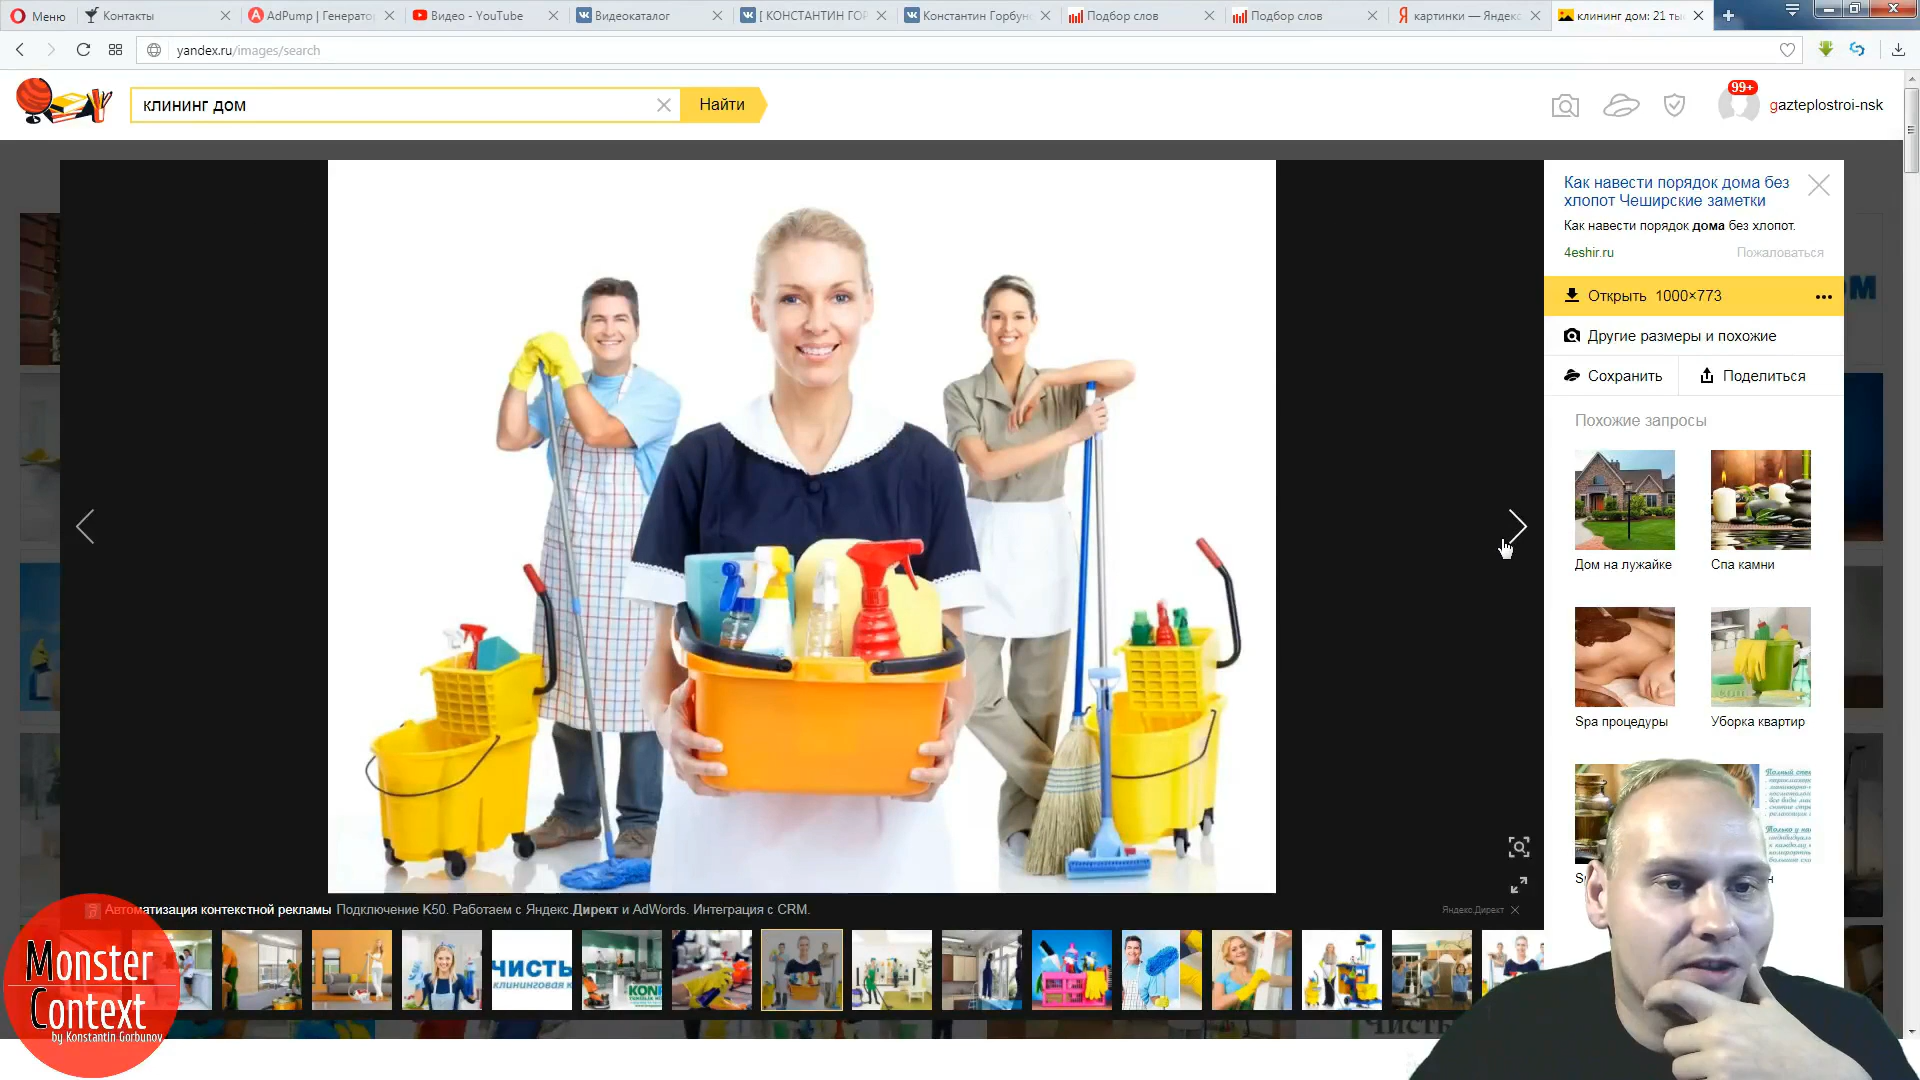 Меню
Контакты
AdPump | Генерато
Видео - YouTube
Видеокаталог
[ КОНСТАНТИН ГОР
Константин Горбун
Подбор слов
Подбор слов
картинки — Яндекс
клининг дом: 21 ты
yandex.ru/images/search
клининг дом
Найти
99+
gazteplostroi-nsk
Как навести порядок дома без
хлопот Чеширские заметки
Как навести порядок дома без хлопот.
4eshir.ru
Пожаловаться
Открыть 1000×773
Другие размеры и похожие
Сохранить
Поделиться
Похожие запросы
Дом на лужайке
Спа камни
Spa процедуры
Уборка квартир
Автоматизация контекстной рекламы Подключение K50. Работаем с Яндекс.Директ и AdWords. Интеграция с CRM.
Яндекс.Директ
ЧИСТЬ
клининговая к
KON
Monster
Context
by Konstantin Gorbunov